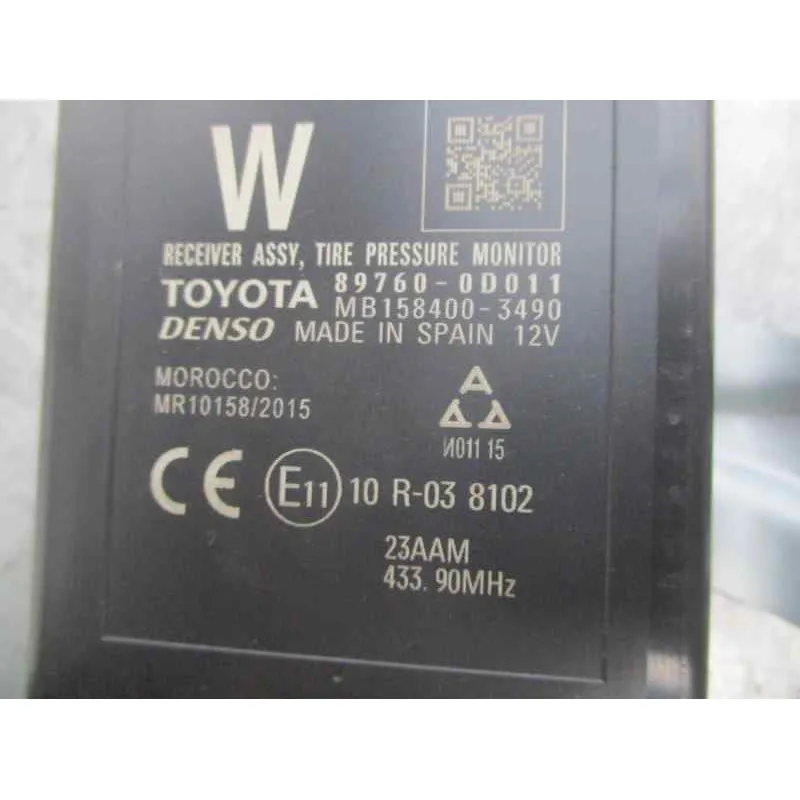 W
RECEIVER ASSY, TIRE PRESSURE MONITOR
89760-0D011
TOYOTA
MB158400-3490
DENSO MADE IN SPAIN 12V
MOROCCO:
MR10158/2015
A
И011 15
CE E11 10 R-03 8102
23AAM
433.90MHz